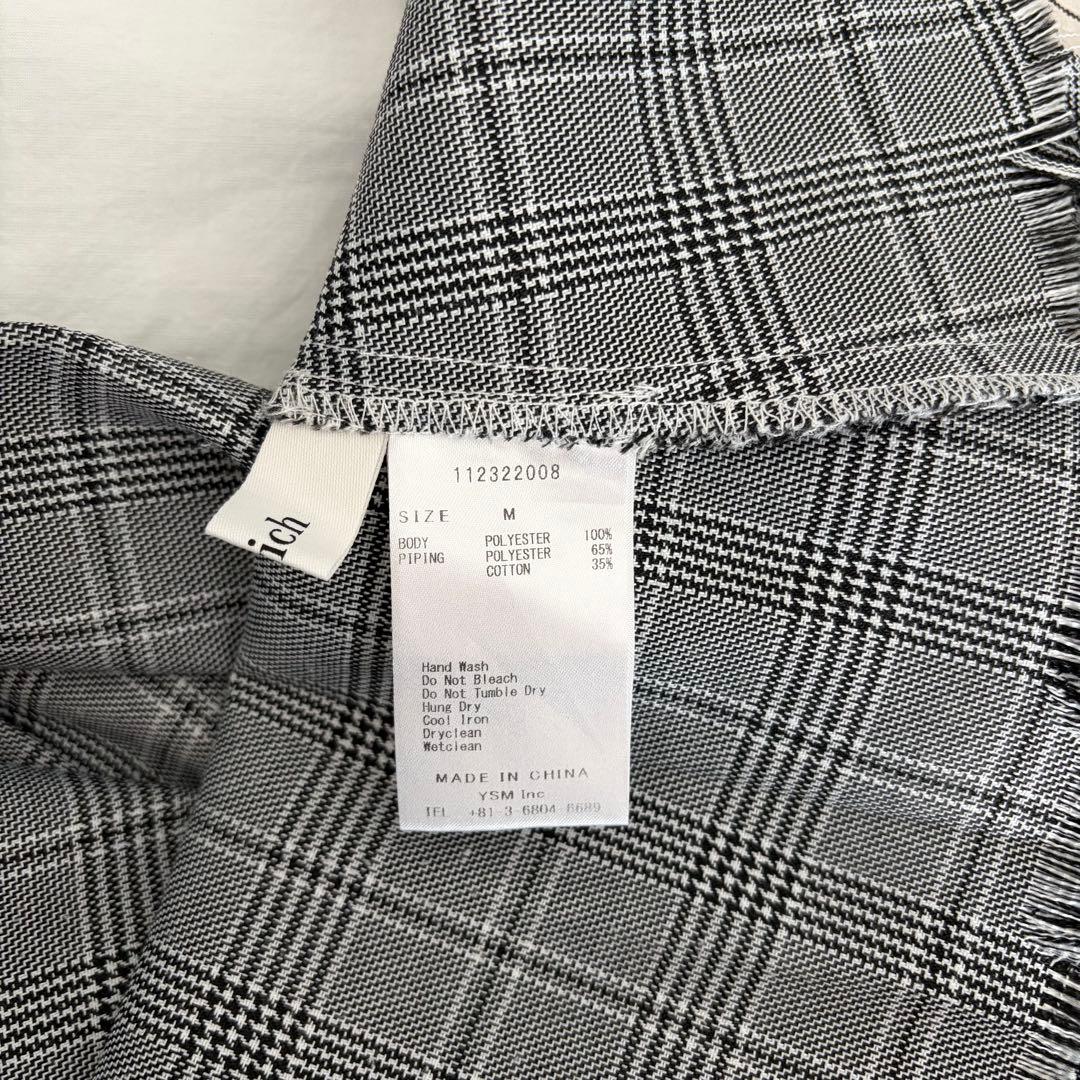 112322008
SIZE M
BODY POLYESTER 100%
PIPING POLYESTER 65%
COTTON 35%
Hand Wash
Do Not Bleach
Do Not Tumble Dry
Hung Dry
Cool Iron
Dryclean
Wetclean
MADE IN CHINA
YSM Inc
TEL +81-3-6804-6689
ich